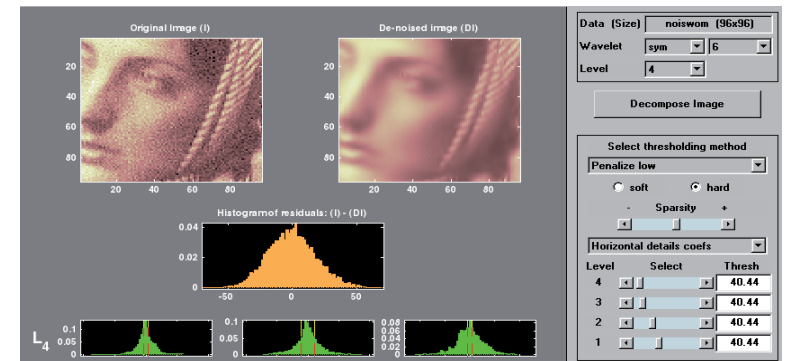 Original Image (I)
De-noised image (DI)
20
40
60
80
20 40 60 80
20
40
60
80
20 40 60 80
Histogramof residuals: (I) - (DI)
0.04
0.02
0
-50 0 50
L4
0.1
0.05
0
0.1
0.05
0
0.08
0.06
0.04
0.02
0
Data (Size) noiswom (96x96)
Wavelet sym 6
Level 4
Decompose Image
Select thresholding method
Penalize low
soft hard
- Sparsity +
Horizontal details coefs
Level Select Thresh
4 40.44
3 40.44
2 40.44
1 40.44